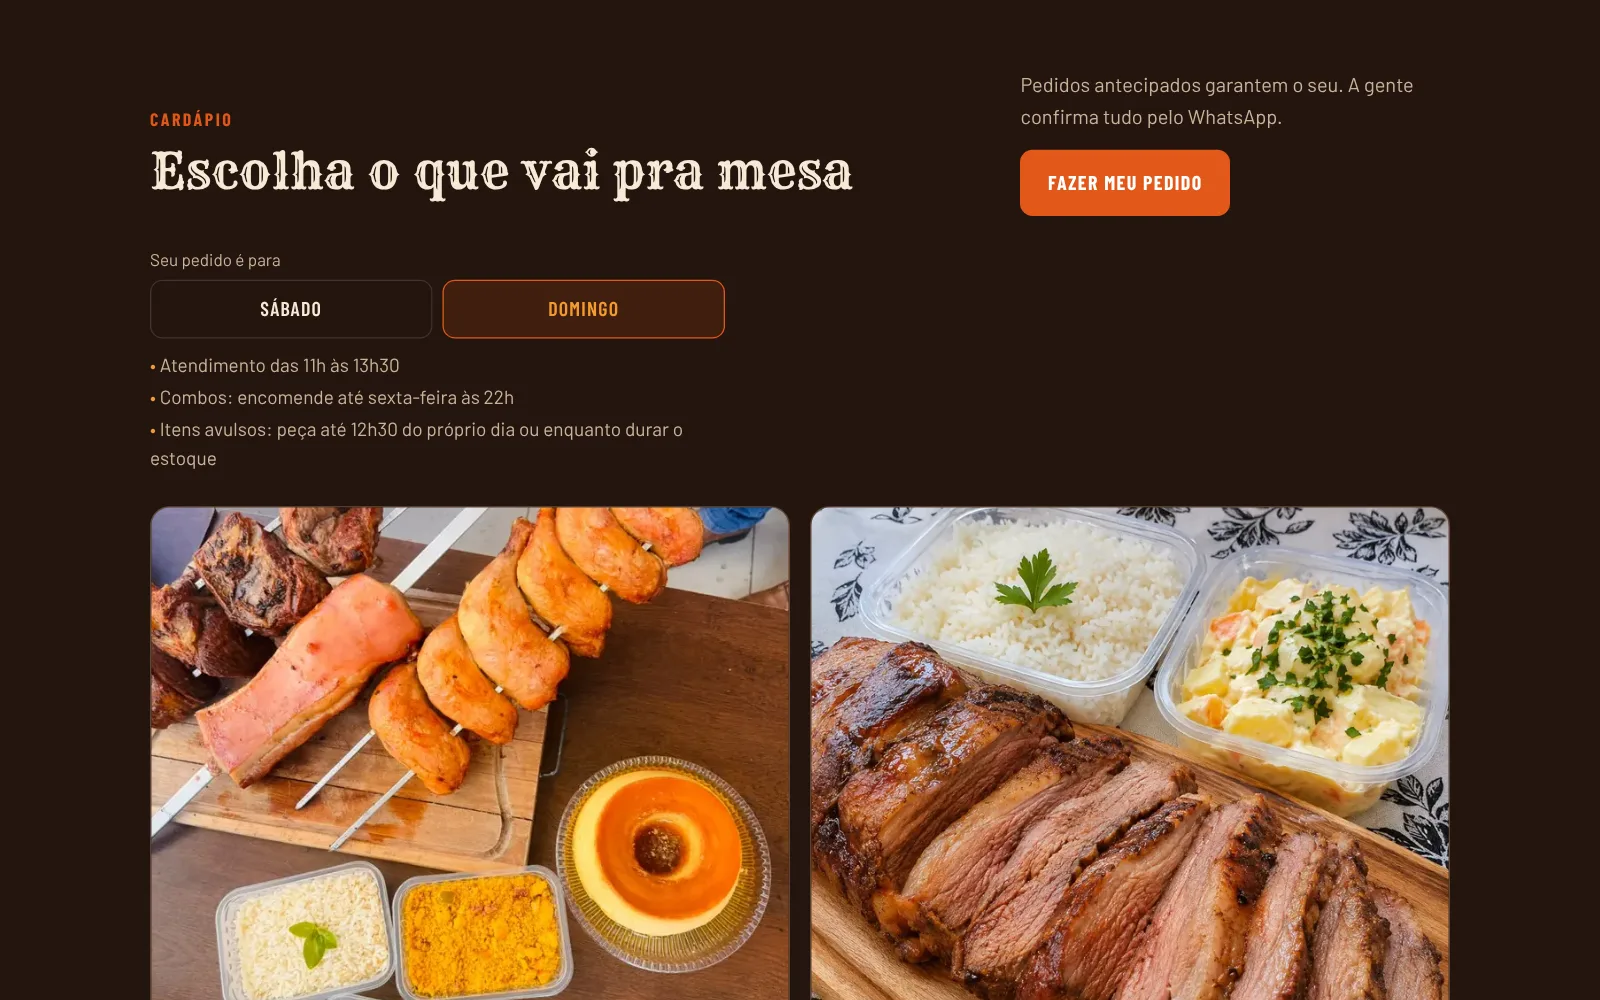 CARDÁPIO
Escolha o que vai pra mesa
Pedidos antecipados garantem o seu. A gente
confirma tudo pelo WhatsApp.
FAZER MEU PEDIDO
Seu pedido é para
SÁBADO
DOMINGO
• Atendimento das 11h às 13h30
• Combos: encomende até sexta-feira às 22h
• Itens avulsos: peça até 12h30 do próprio dia ou enquanto durar o
estoque